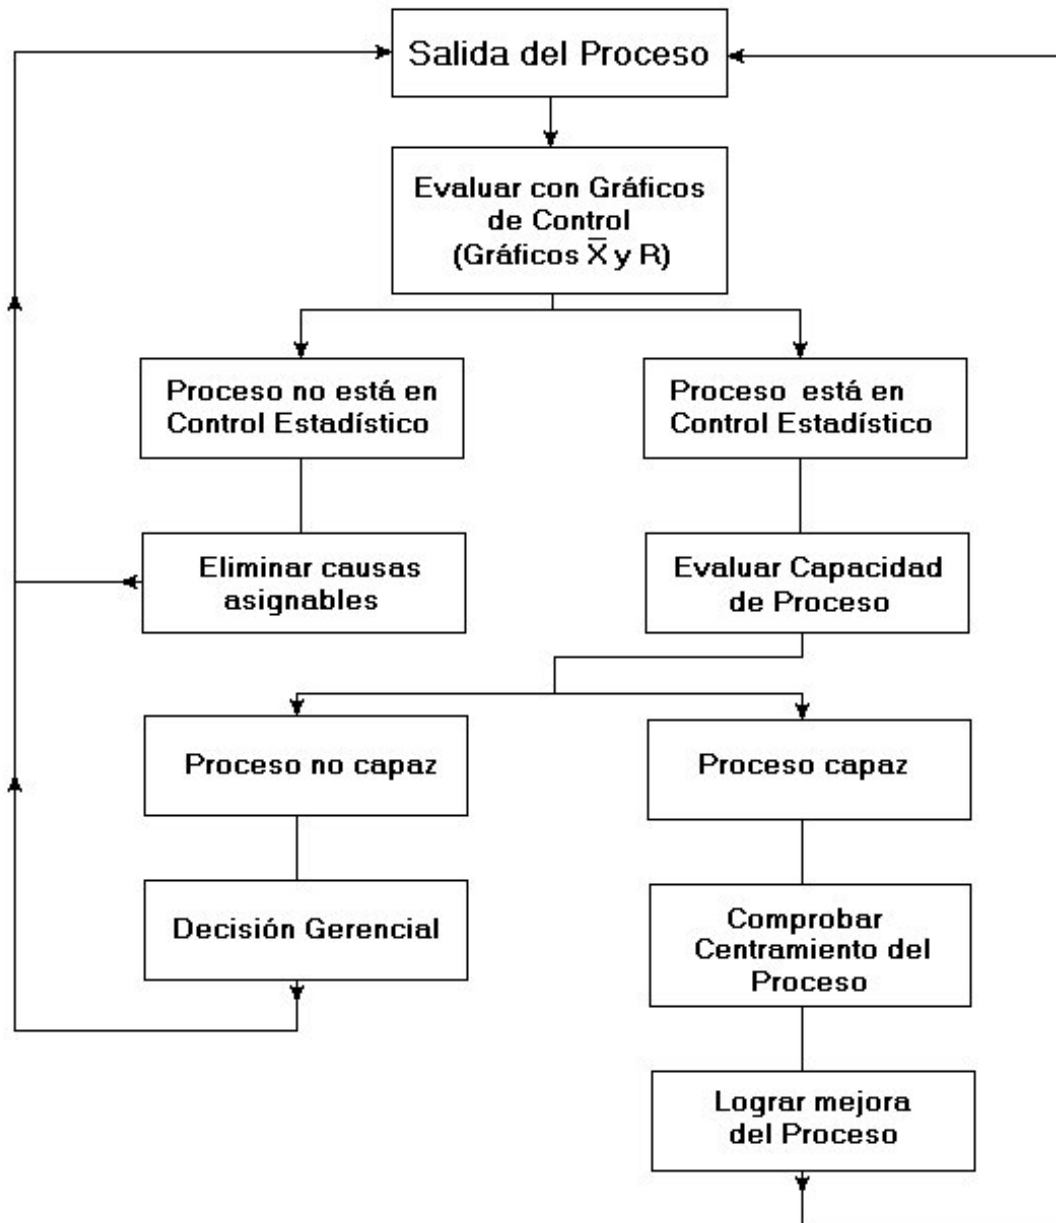 Salida del Proceso
Evaluar con Gráficos
de Control
(Gráficos X̅ y R)
Proceso no está en
Control Estadístico
Proceso está en
Control Estadístico
Eliminar causas
asignables
Evaluar Capacidad
de Proceso
Proceso no capaz
Proceso capaz
Decisión Gerencial
Comprobar
Centramiento del
Proceso
Lograr mejora
del Proceso